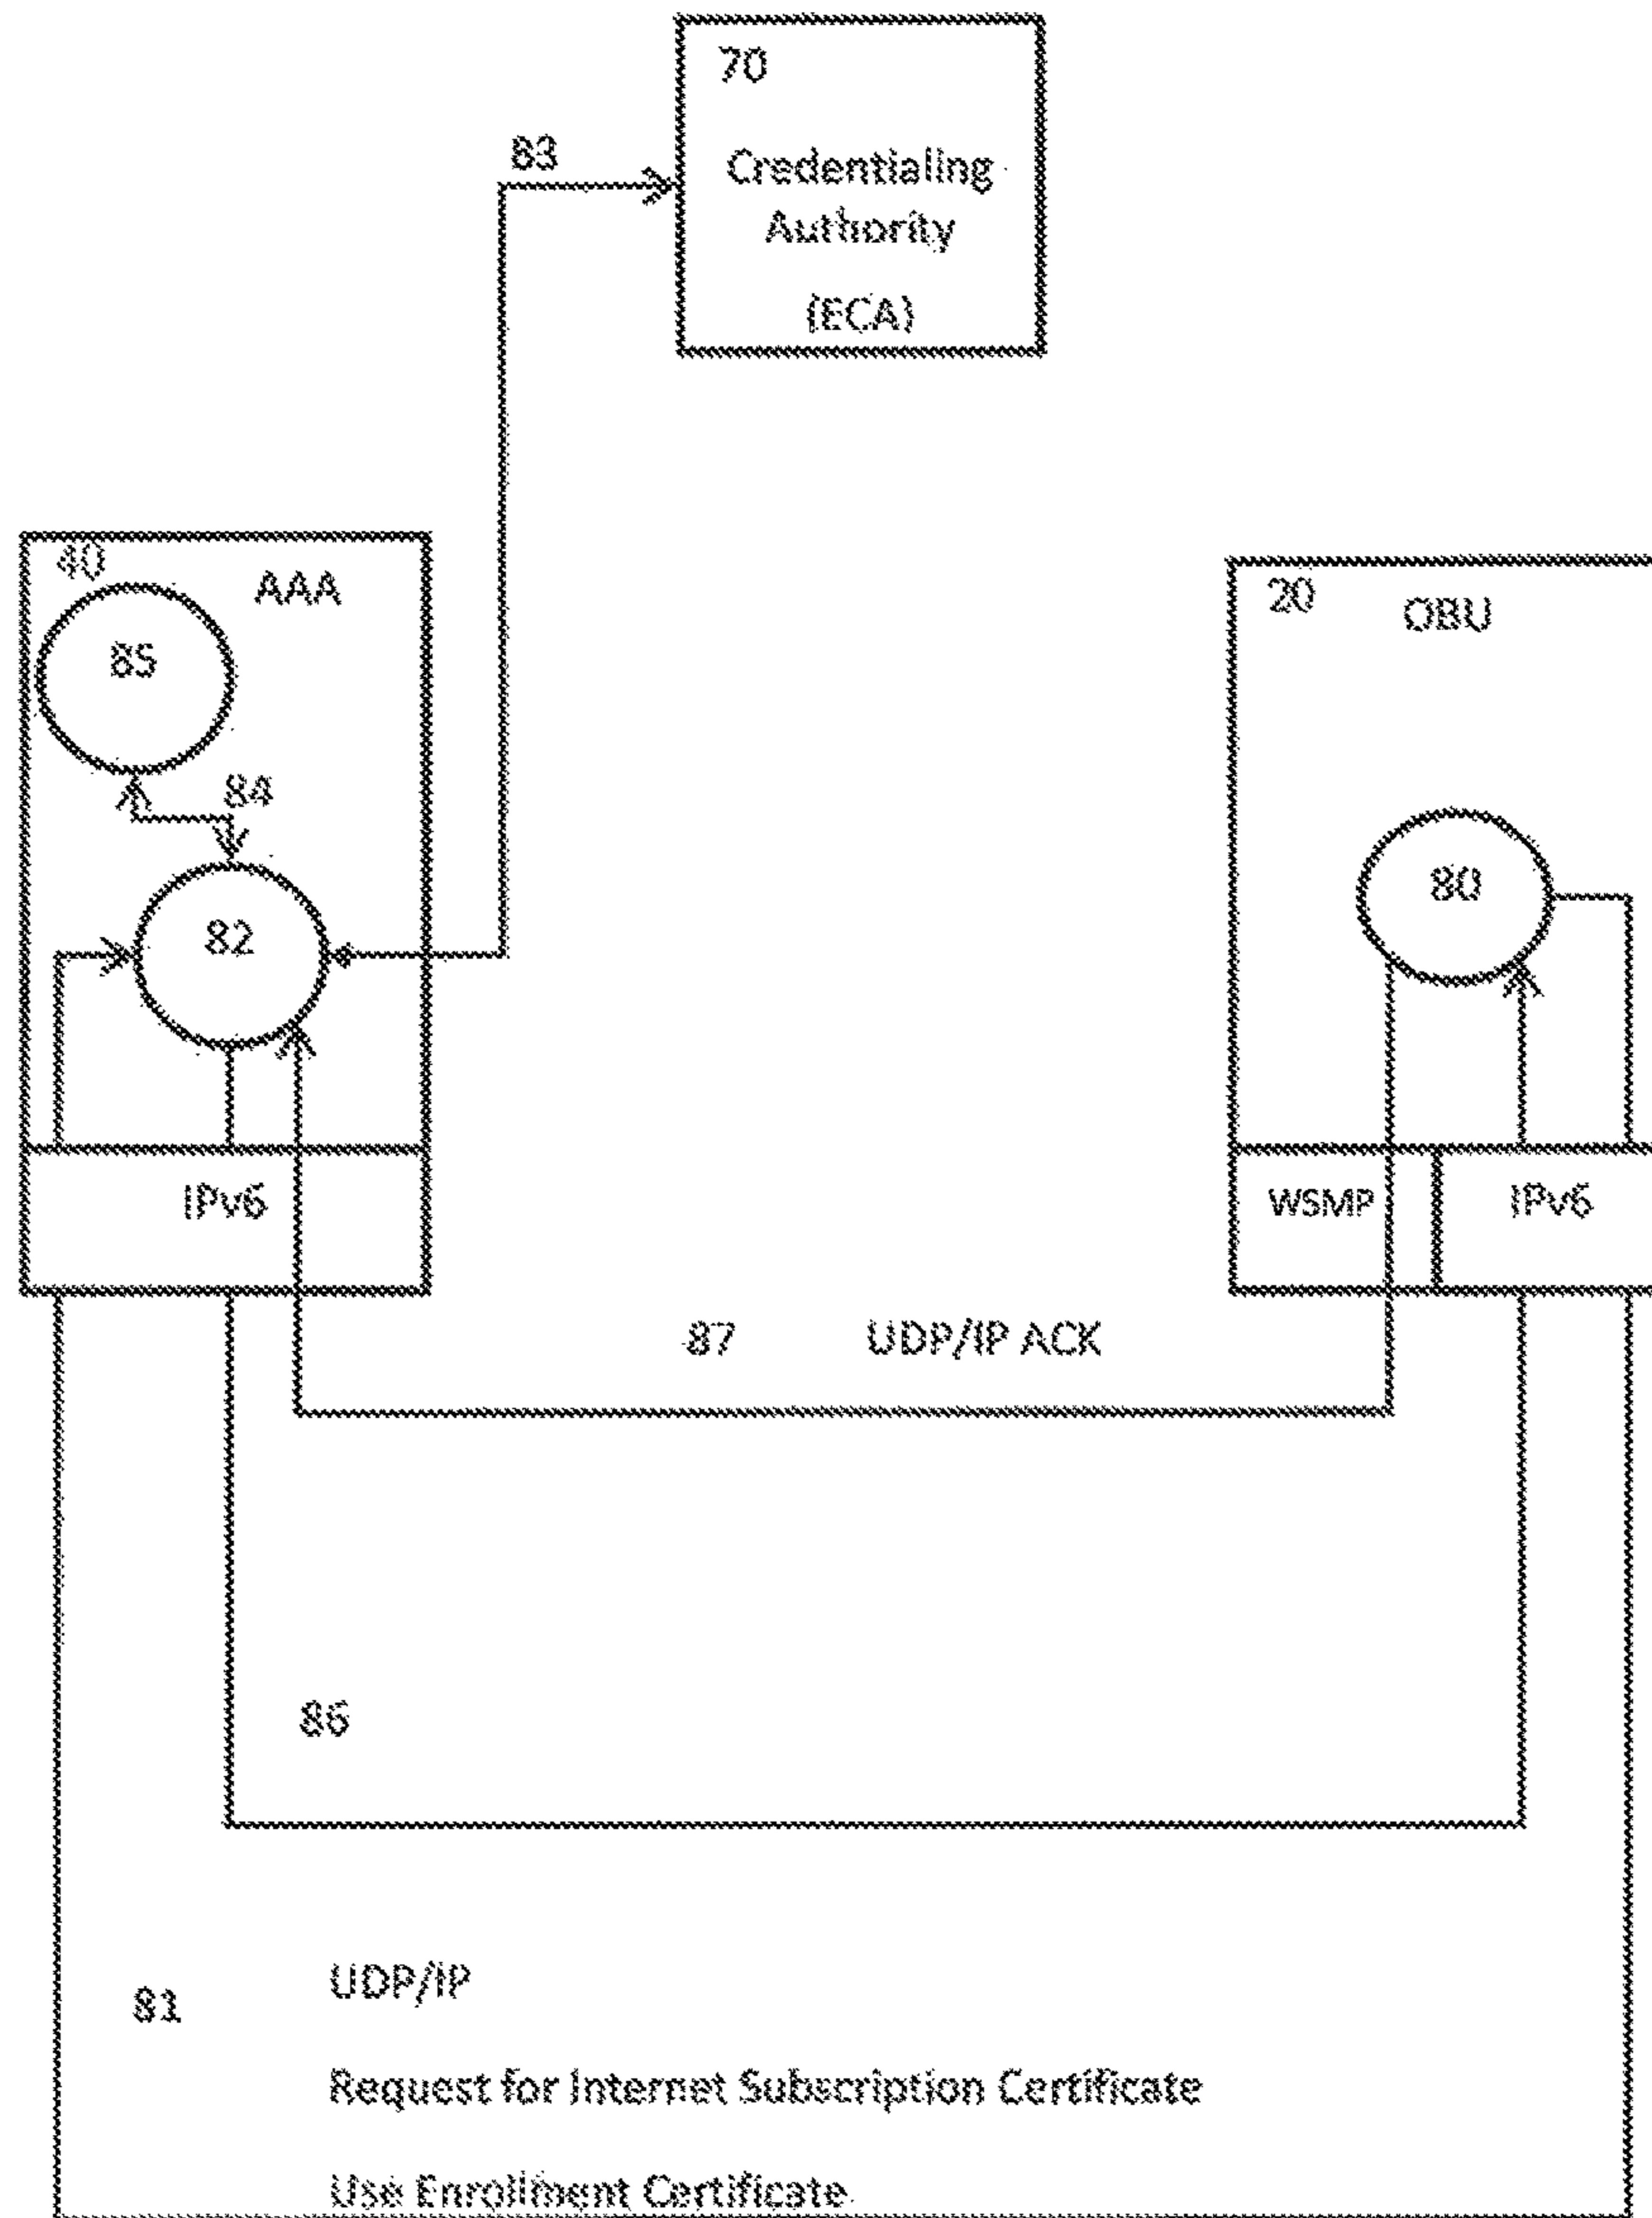 70
Credentialing
Authority
(ECA)
83
40
AAA
85
84
82
20
OBU
80
IPv6
WSMP
IPv6
87
UDP/IP ACK
86
81
UDP/IP
Request for Internet Subscription Certificate
Use Enrollment Certificate